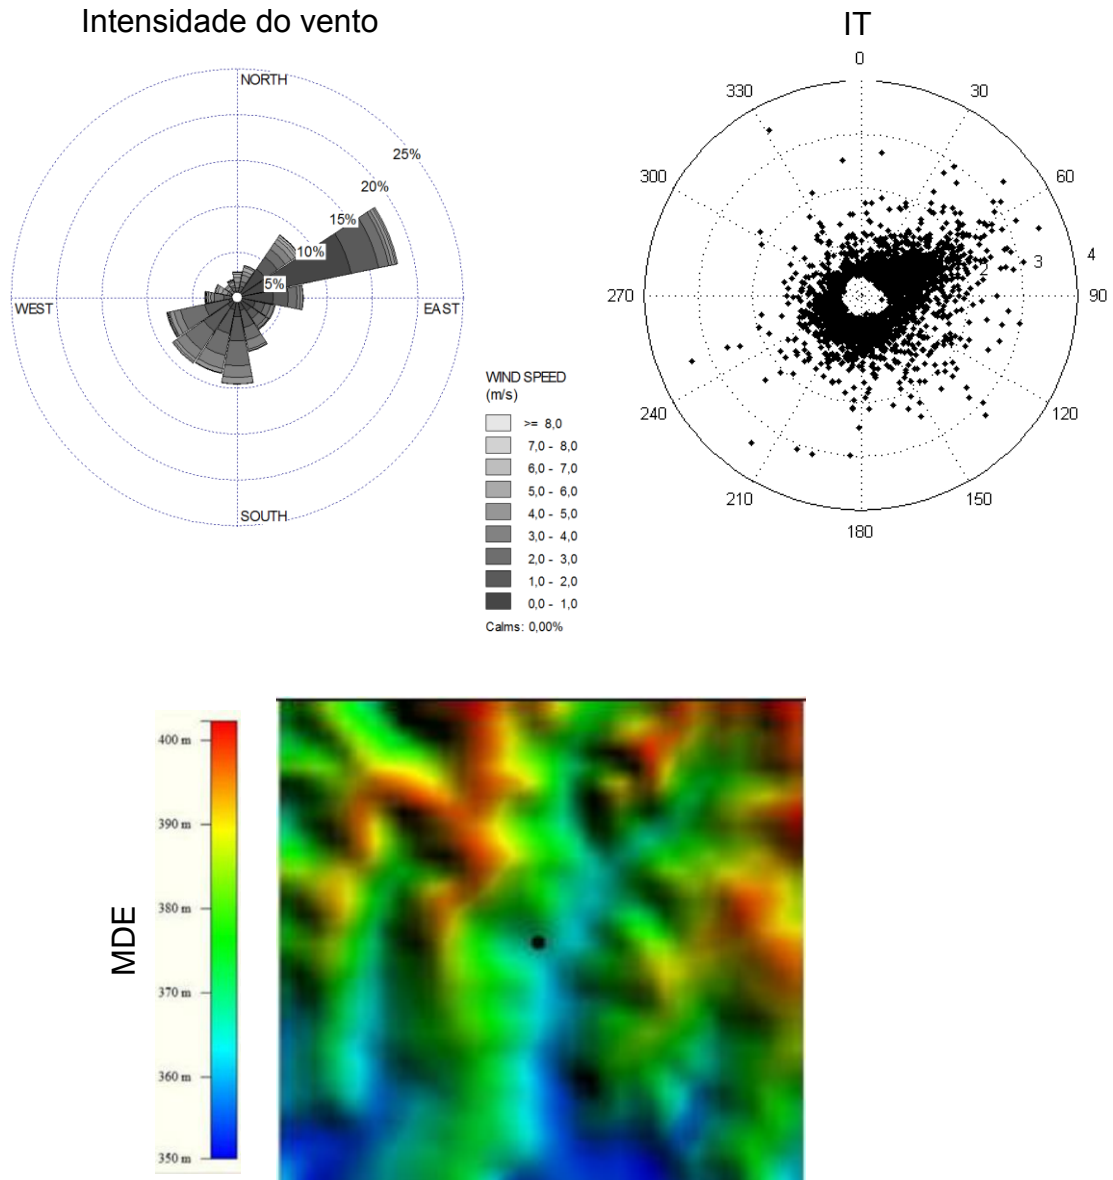 Intensidade do vento
IT
NORTH
25%
20%
15%
10%
5%
WEST
EAST
SOUTH
WIND SPEED
(m/s)
>= 8,0
7,0 - 8,0
6,0 - 7,0
5,0 - 6,0
4,0 - 5,0
3,0 - 4,0
2,0 - 3,0
1,0 - 2,0
0,0 - 1,0
Calms: 0,00%
0
330
30
300
60
2
3
4
270
90
240
120
210
150
180
MDE
400 m
390 m
380 m
370 m
360 m
350 m